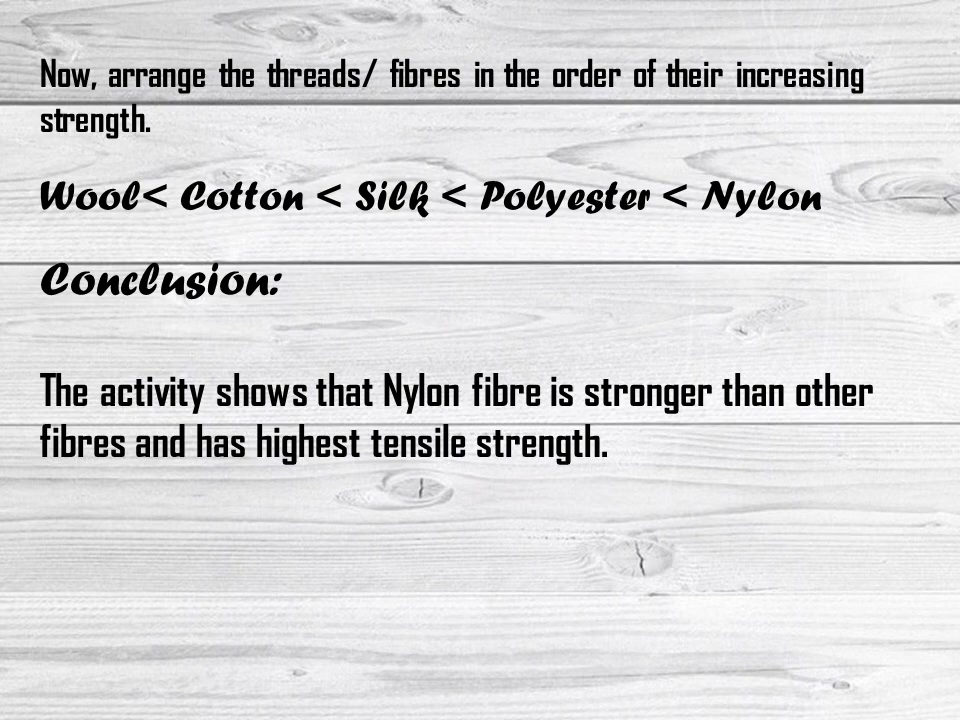 Now, arrange the threads/ fibres in the order of their increasing
strength.
Wool< Cotton < Silk < Polyester < Nylon
Conclusion:
The activity shows that Nylon fibre is stronger than other
fibres and has highest tensile strength.